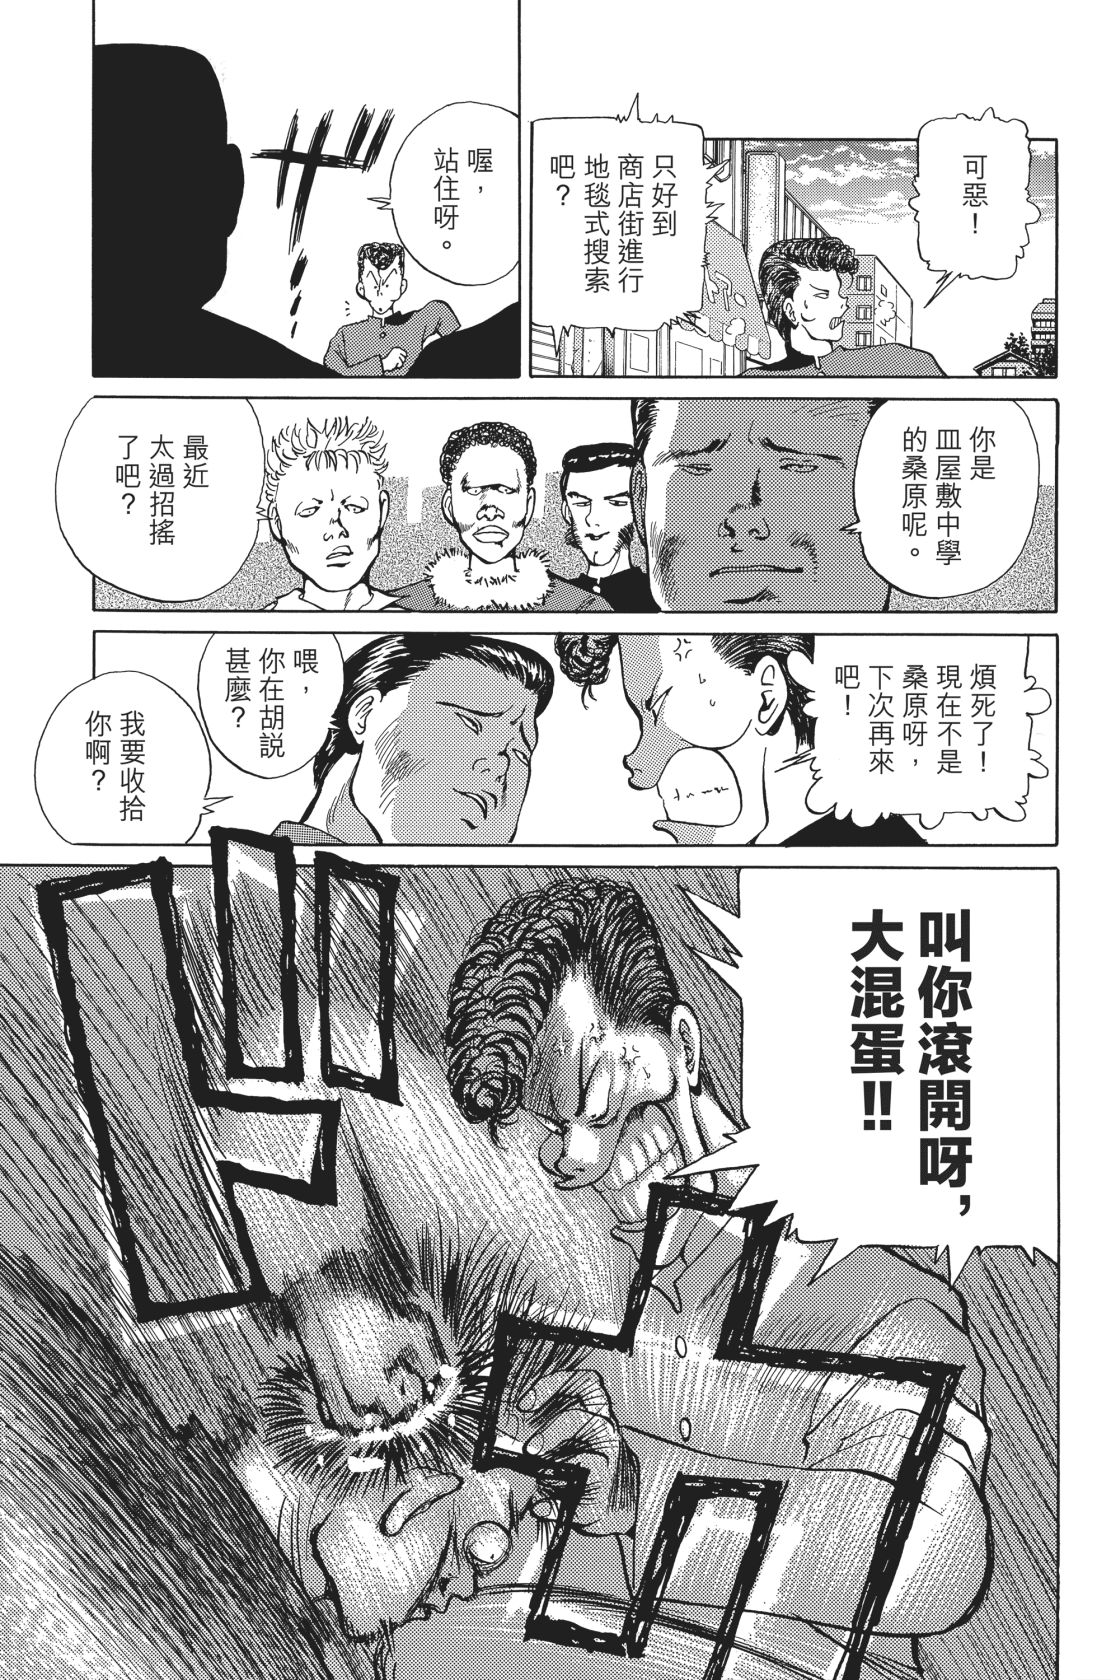 可惡！
只好到
商店街進行
地毯式搜索
吧？
喔，
站住呀。
ザ
你是
皿屋敷中學
的桑原呢。
最近
太過招搖
了吧？
煩死了！
現在不是
桑原呀，
下次再來
吧！
喂，
你在胡說
甚麼？
我要收拾
你啊？
叫你滾開呀，
大混蛋!!
ドカ